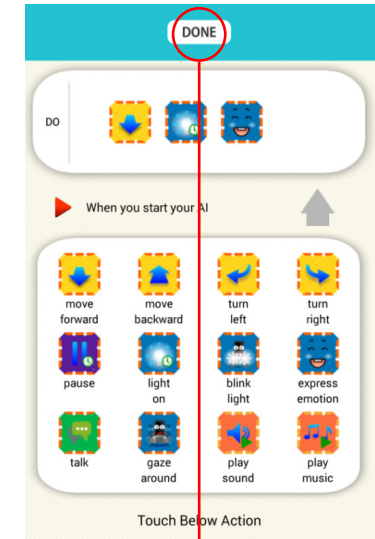 DONE
DO
When you start your AI
move move turn turn
forward backward left right
pause light blink express
on light emotion
talk gaze play play
around sound music
Touch Below Action